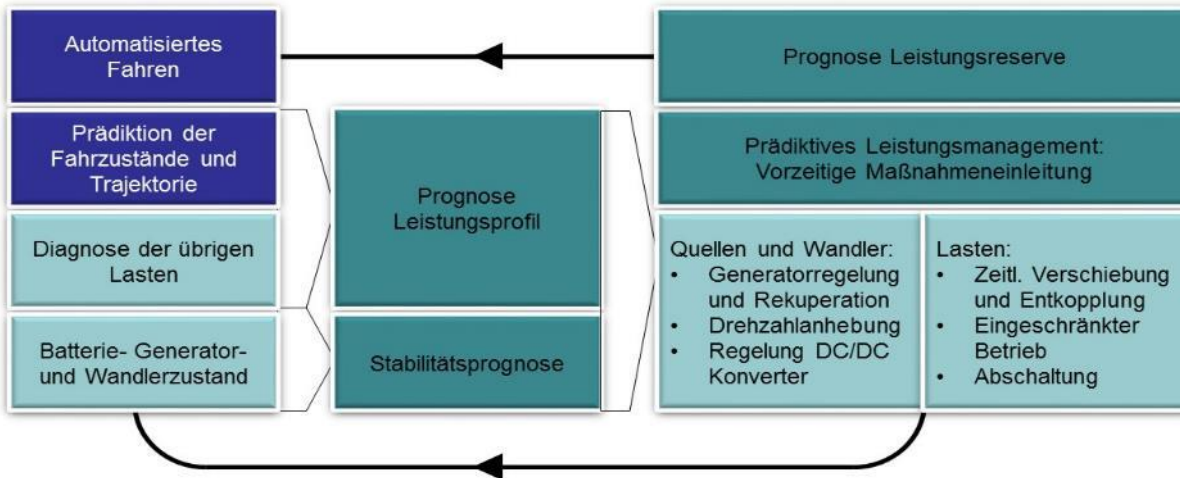 Automatisiertes
Fahren
Prädiktion der
Fahrzustände und
Trajektorie
Diagnose der übrigen
Lasten
Batterie- Generator-
und Wandlerzustand
Prognose
Leistungsprofil
Stabilitätsprognose
Prognose Leistungsreserve
Prädiktives Leistungsmanagement:
Vorzeitige Maßnahmeneinleitung
Quellen und Wandler:
• Generatorregelung
und Rekuperation
• Drehzahlanhebung
• Regelung DC/DC
Konverter
Lasten:
• Zeitl. Verschiebung
und Entkopplung
• Eingeschränkter
Betrieb
• Abschaltung